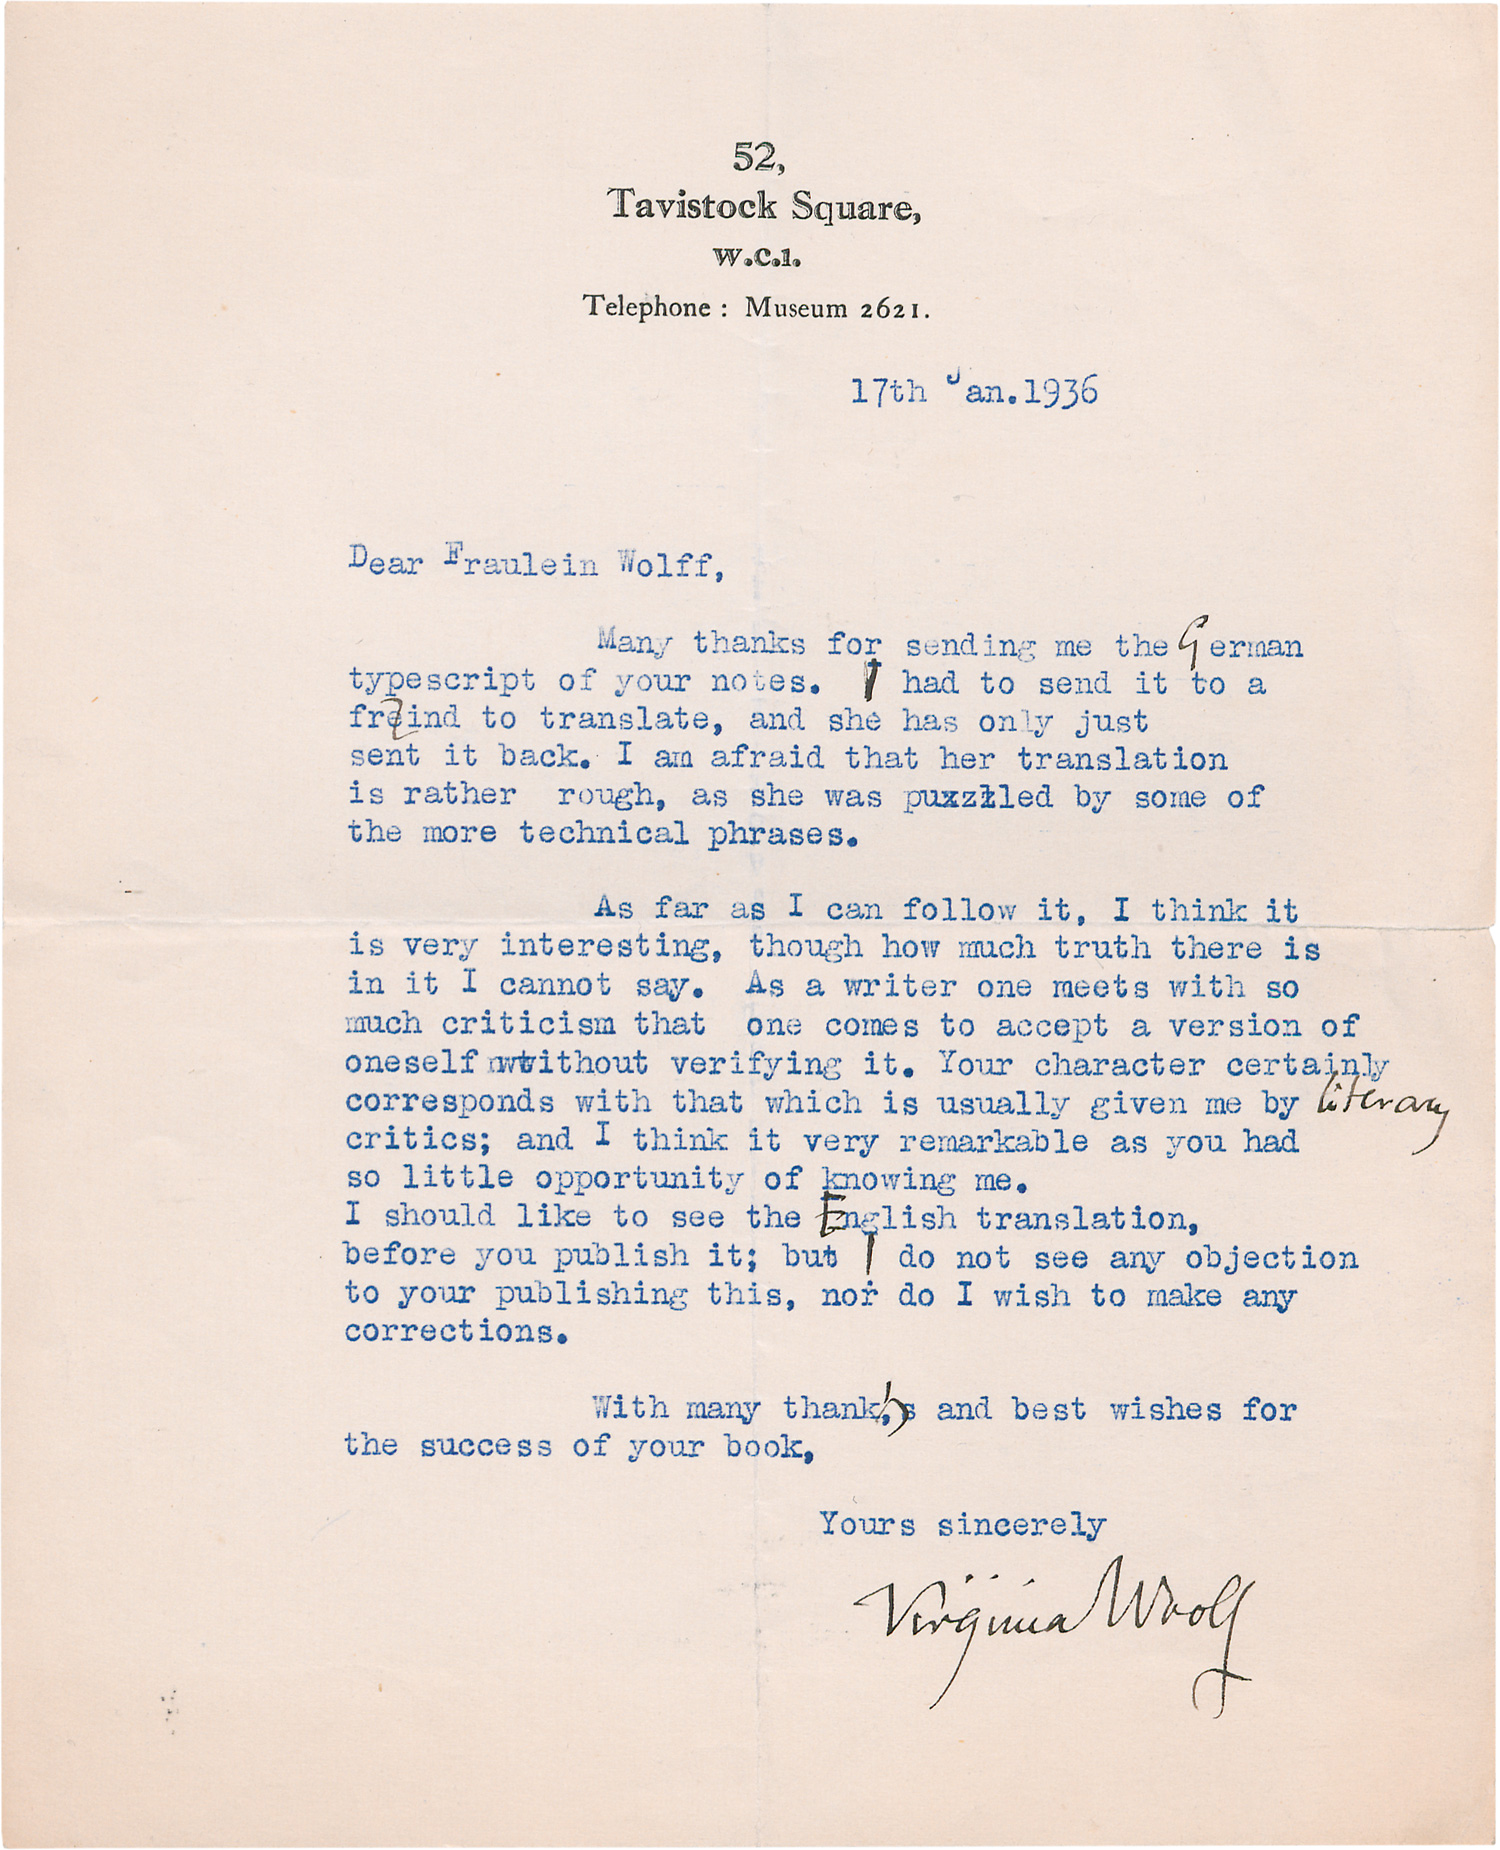 52,
Tavistock Square,
W.C.1.
Telephone : Museum 2621.
17th Jan.1936
Dear Fraulein Wolff,
Many thanks for sending me the German
typescript of your notes. I had to send it to a
freind to translate, and she has only just
sent it back. I am afraid that her translation
is rather rough, as she was puxzzled by some of
the more technical phrases.
As far as I can follow it, I think it
is very interesting, though how much truth there is
in it I cannot say. As a writer one meets with so
much criticism that one comes to accept a version of
oneself without verifying it. Your character certainly
corresponds with that which is usually given me by literary
critics; and I think it very remarkable as you had
so little opportunity of knowing me.
I should like to see the English translation,
before you publish it; but I do not see any objection
to your publishing this, nor do I wish to make any
corrections.
With many thanks and best wishes for
the success of your book,
Yours sincerely
Virginia Woolf